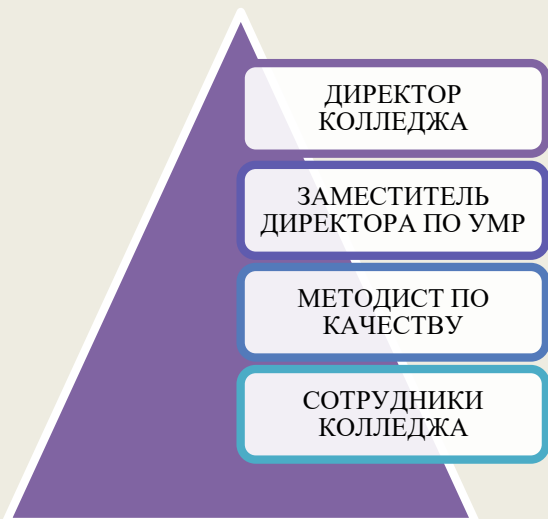 ДИРЕКТОР
КОЛЛЕДЖА
ЗАМЕСТИТЕЛЬ
ДИРЕКТОРА ПО УМР
МЕТОДИСТ ПО
КАЧЕСТВУ
СОТРУДНИКИ
КОЛЛЕДЖА